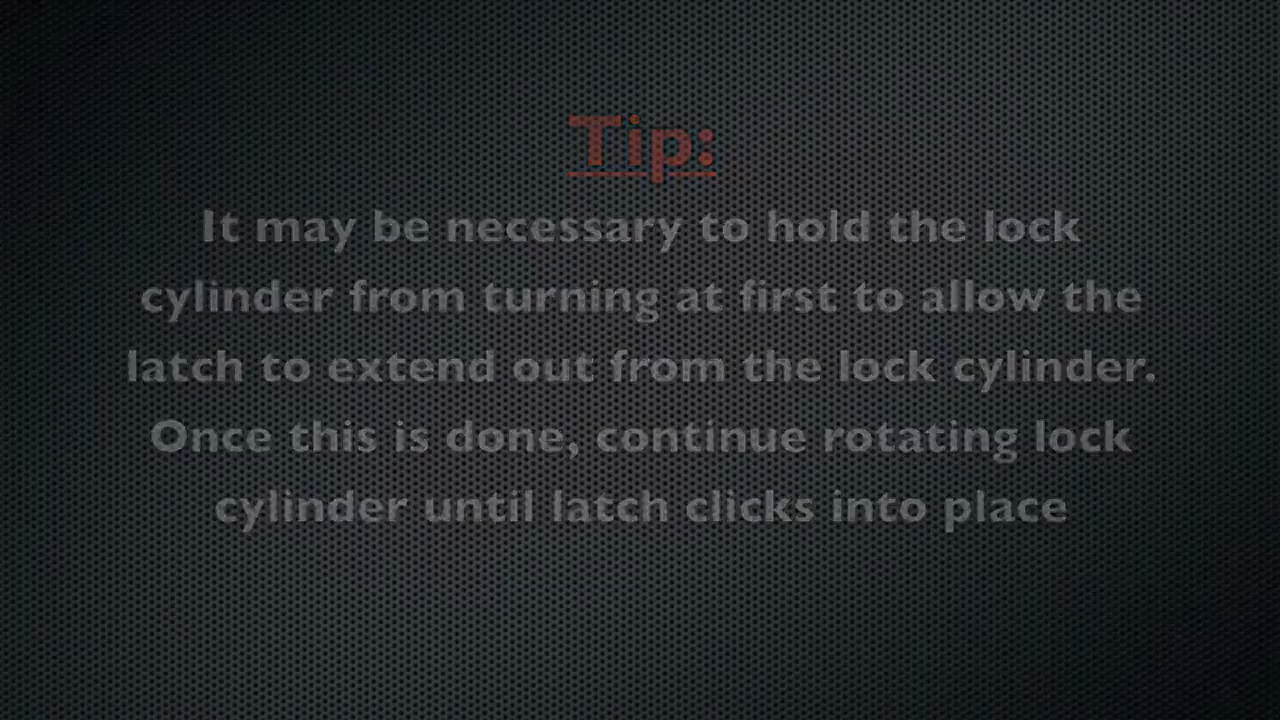 Tip:
It may be necessary to hold the lock
cylinder from turning at first to allow the
latch to extend out from the lock cylinder.
Once this is done, continue rotating lock
cylinder until latch clicks into place